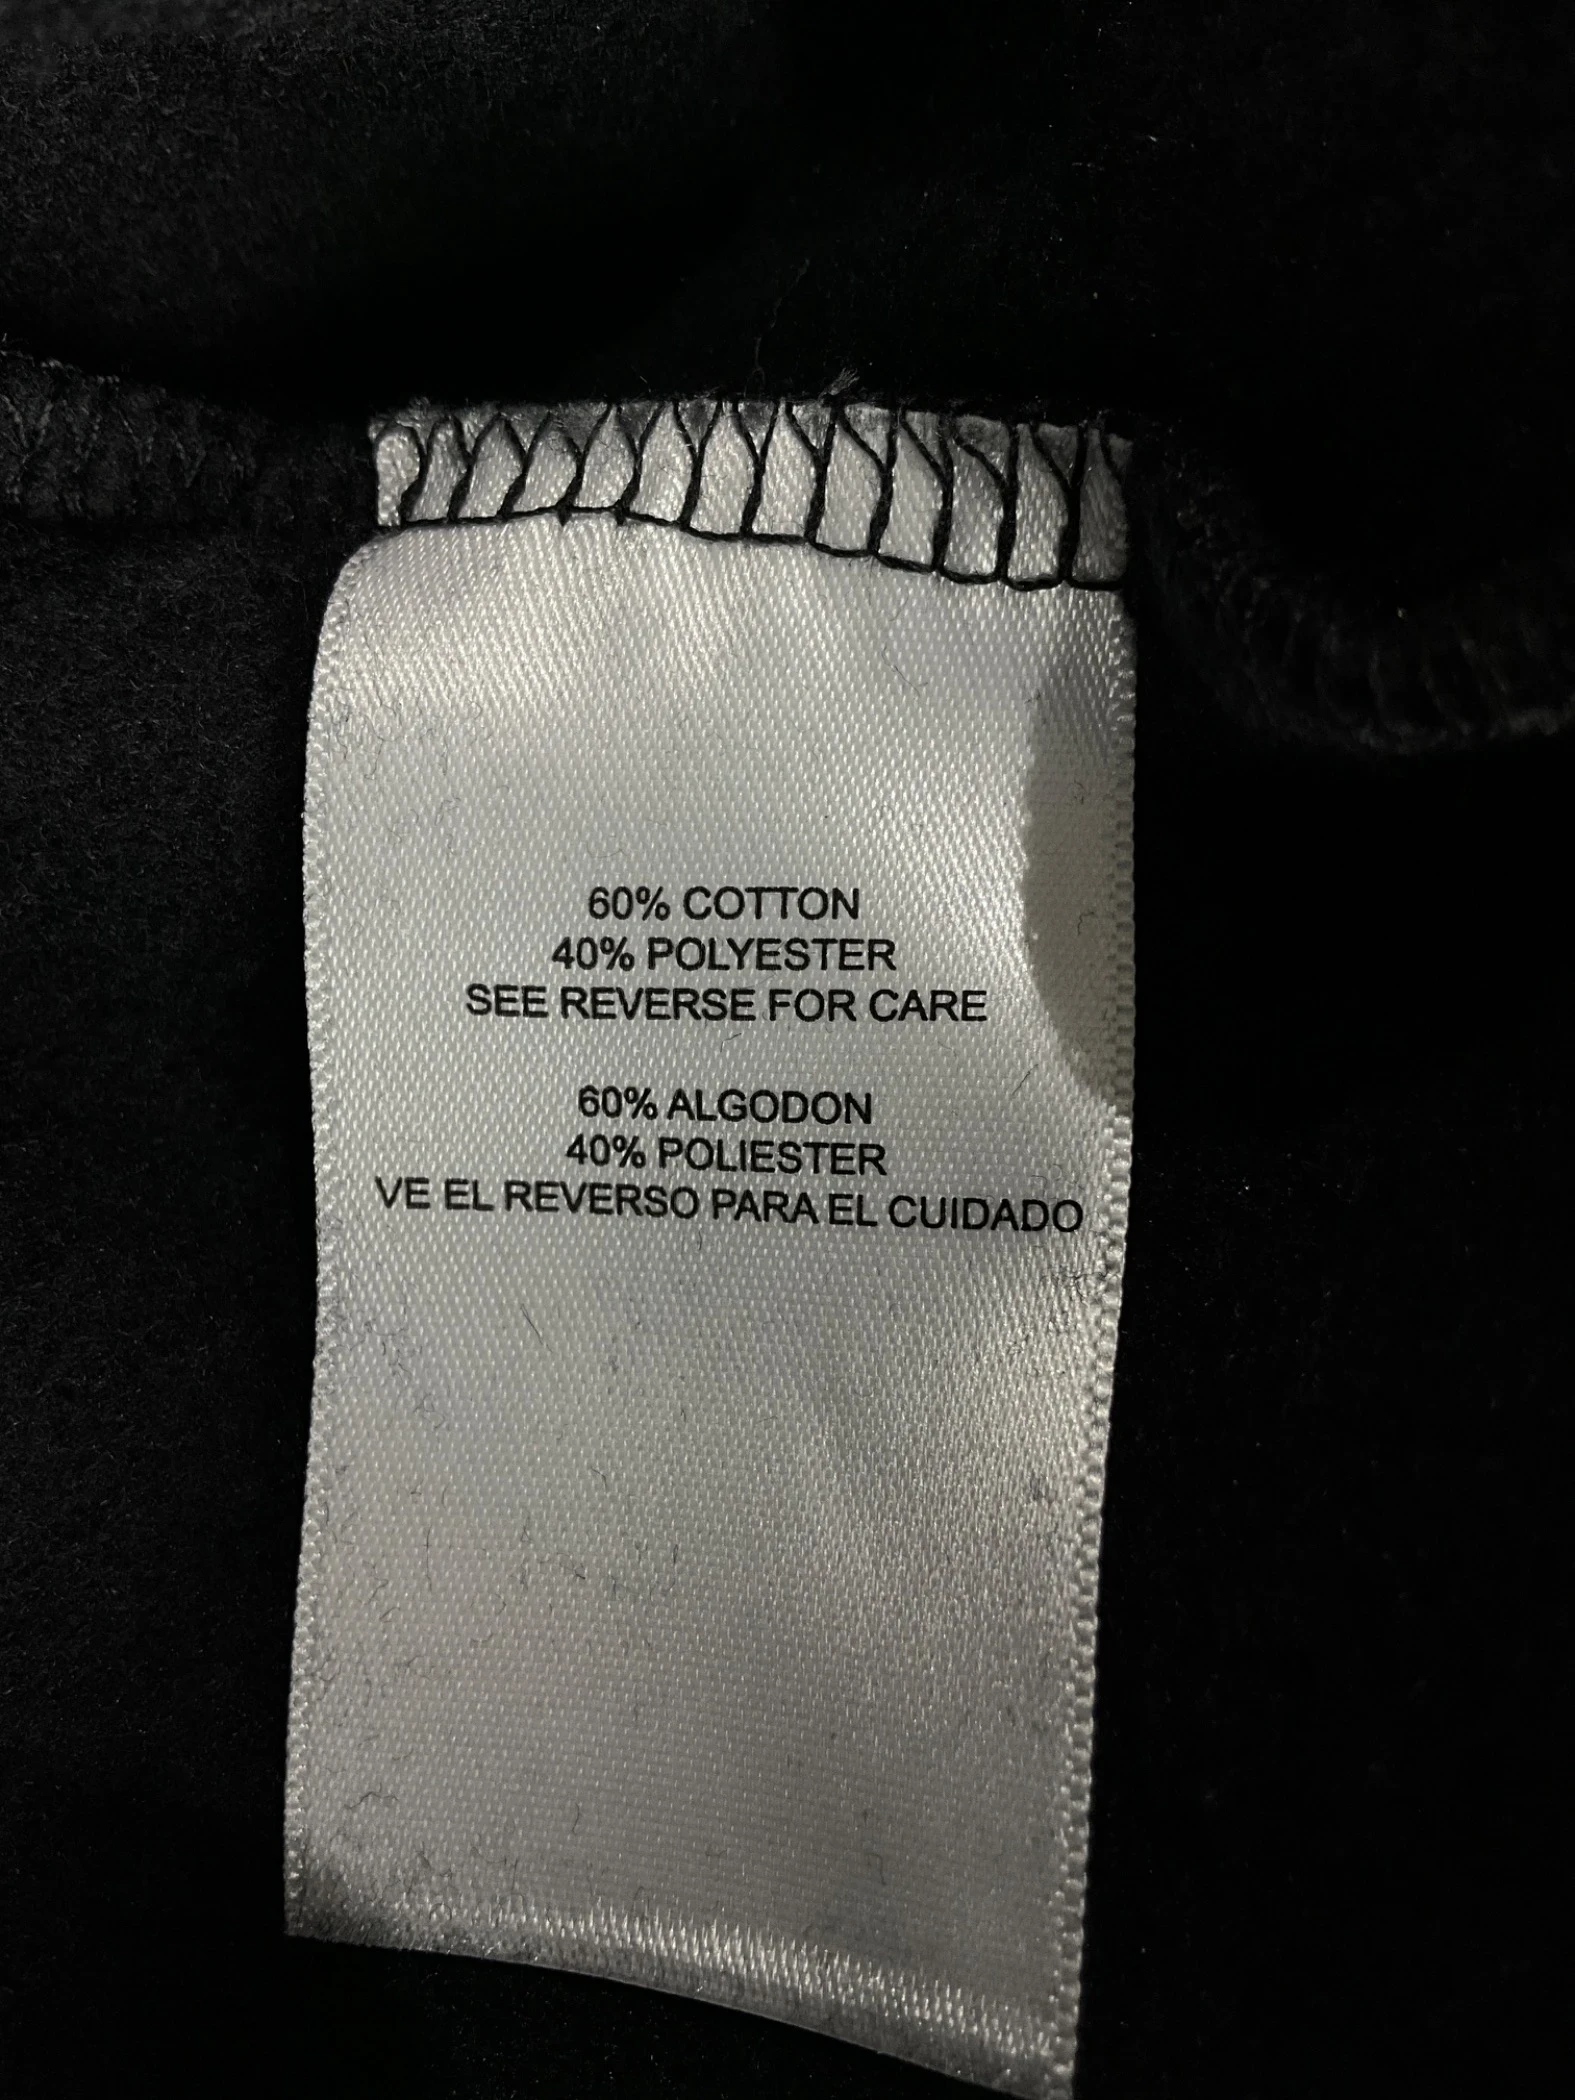 60% COTTON
40% POLYESTER
SEE REVERSE FOR CARE
60% ALGODON
40% POLIESTER
VE EL REVERSO PARA EL CUIDADO